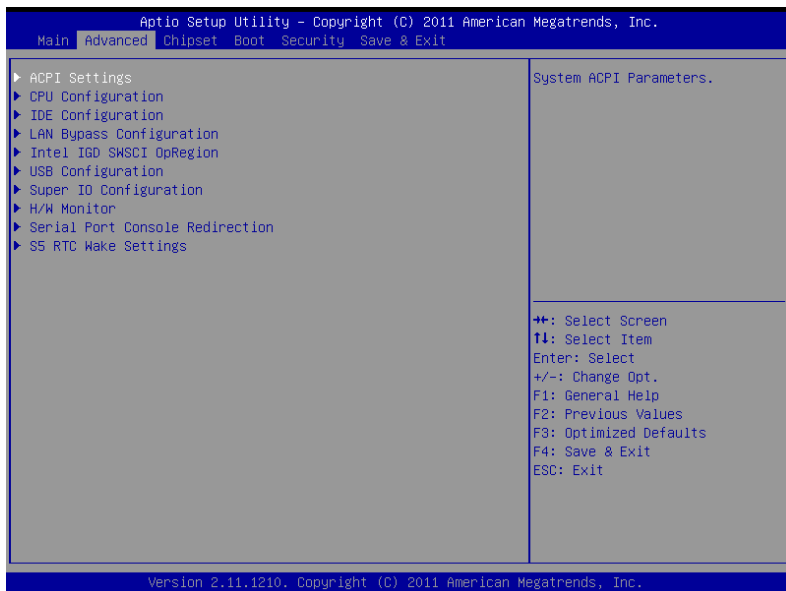 Aptio Setup Utility – Copyright (C) 2011 American Megatrends, Inc.
Main Advanced Chipset Boot Security Save & Exit
ACPI Settings
CPU Configuration
IDE Configuration
LAN Bypass Configuration
Intel IGD SWSCI OpRegion
USB Configuration
Super IO Configuration
H/W Monitor
Serial Port Console Redirection
S5 RTC Wake Settings
System ACPI Parameters.
→←: Select Screen
↑↓: Select Item
Enter: Select
+/-: Change Opt.
F1: General Help
F2: Previous Values
F3: Optimized Defaults
F4: Save & Exit
ESC: Exit
Version 2.11.1210. Copyright (C) 2011 American Megatrends, Inc.